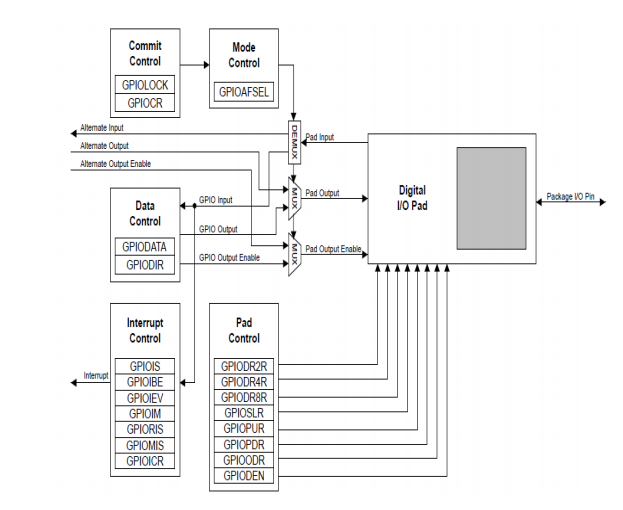 Commit
Control
GPIOLOCK
GPIOCR
Mode
Control
GPIOAFSEL
Alternate Input
Alternate Output
Alternate Output Enable
DEMUX
Pad Input
MUX
Pad Output
MUX
Pad Output Enable
Digital
I/O Pad
Package I/O Pin
Data
Control
GPIODATA
GPIODIR
GPIO Input
GPIO Output
GPIO Output Enable
Interrupt
Control
GPIOIS
GPIOIBE
GPIOIEV
GPIOIM
GPIORIS
GPIOMIS
GPIOICR
Interrupt
Pad
Control
GPIODR2R
GPIODR4R
GPIODR8R
GPIOSLR
GPIOPUR
GPIOPDR
GPIOODR
GPIODEN